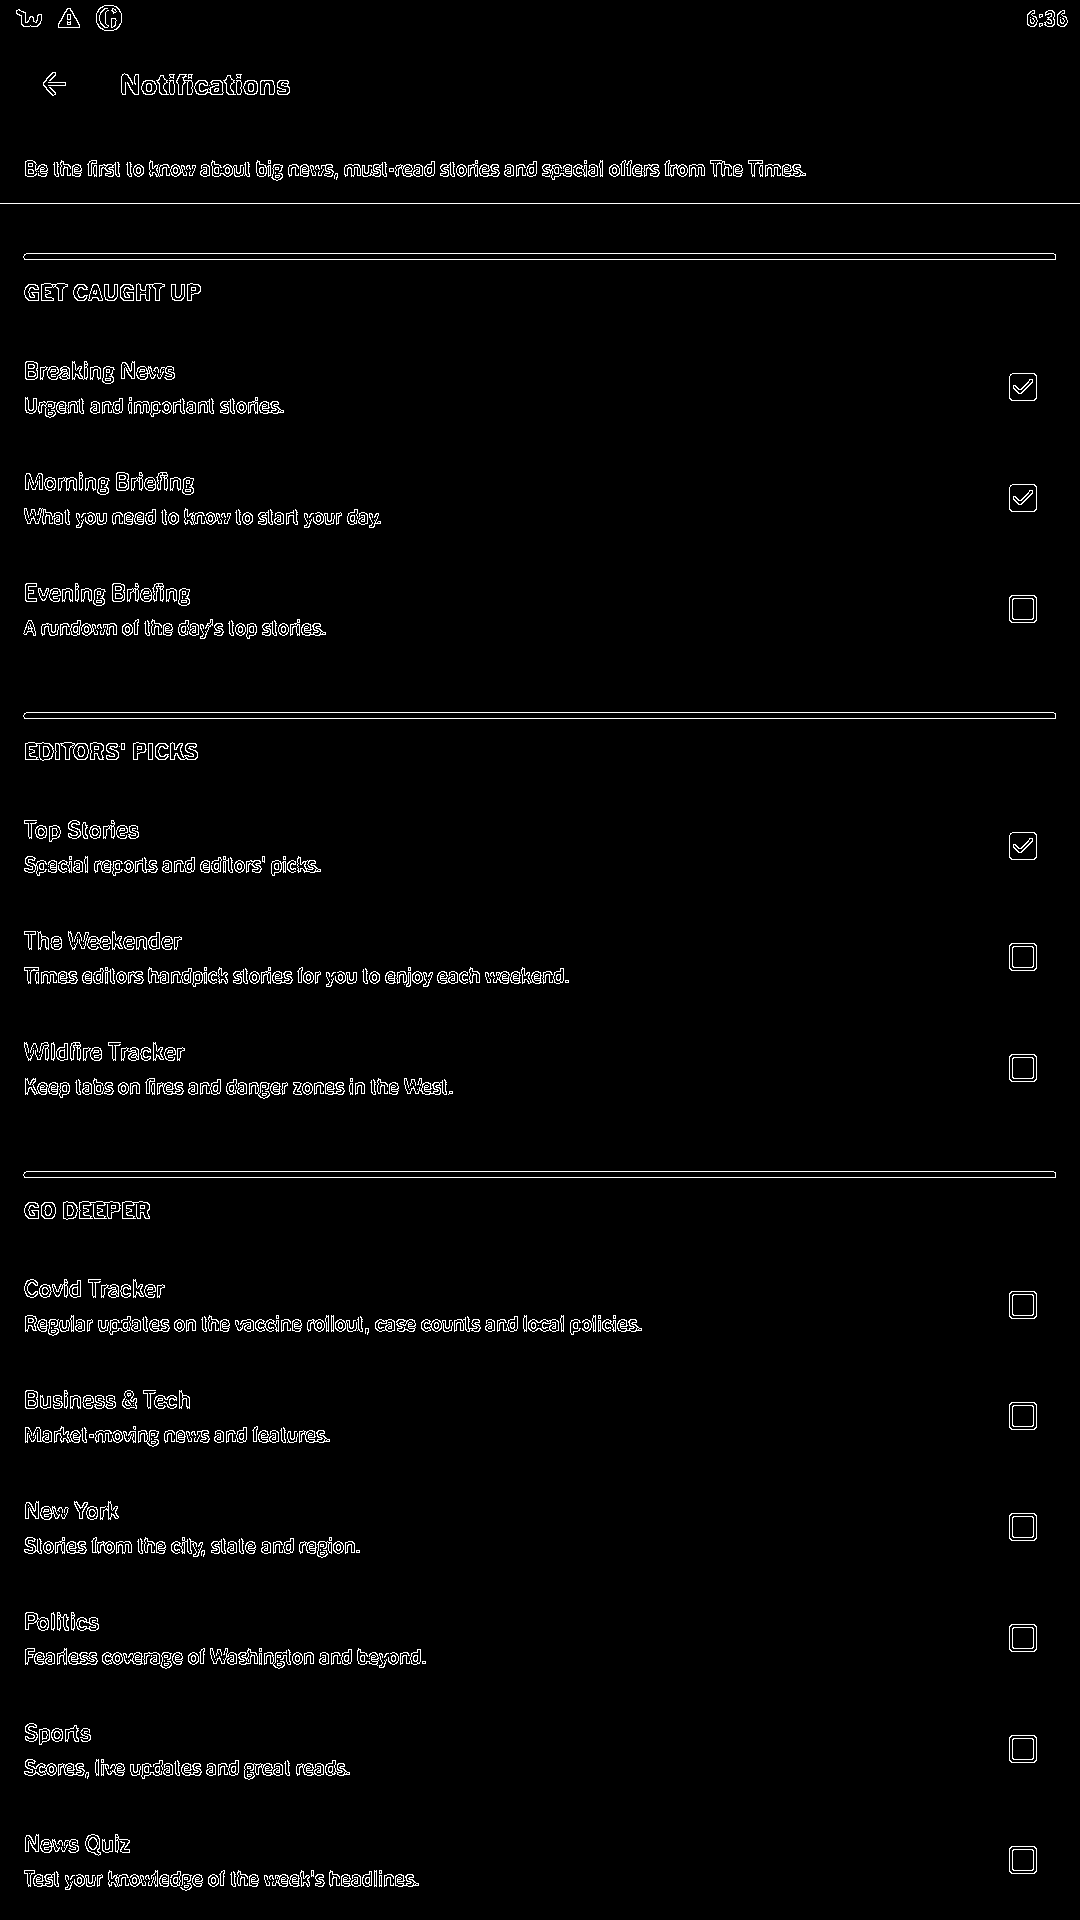 6:36
Notifications
Be the first to know about big news, must-read stories and special offers from The Times.
GET CAUGHT UP
Breaking News
Urgent and important stories.
Morning Briefing
What you need to know to start your day.
Evening Briefing
A rundown of the day's top stories.
EDITORS' PICKS
Top Stories
Special reports and editors' picks.
The Weekender
Times editors handpick stories for you to enjoy each weekend.
Wildfire Tracker
Keep tabs on fires and danger zones in the West.
GO DEEPER
Covid Tracker
Regular updates on the vaccine rollout, case counts and local policies.
Business & Tech
Market-moving news and features.
New York
Stories from the city, state and region.
Politics
Fearless coverage of Washington and beyond.
Sports
Scores, live updates and great reads.
News Quiz
Test your knowledge of the week's headlines.